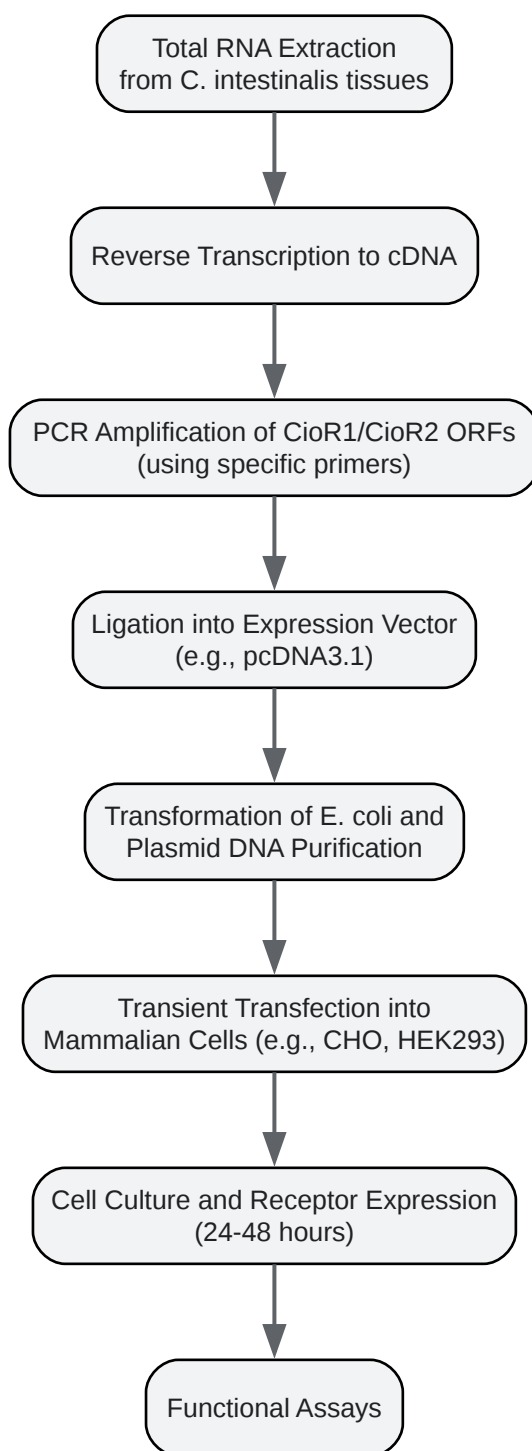 Total RNA Extraction
from C. intestinalis tissues
Reverse Transcription to cDNA
PCR Amplification of CioR1/CioR2 ORFs
(using specific primers)
Ligation into Expression Vector
(e.g., pcDNA3.1)
Transformation of E. coli and
Plasmid DNA Purification
Transient Transfection into
Mammalian Cells (e.g., CHO, HEK293)
Cell Culture and Receptor Expression
(24-48 hours)
Functional Assays